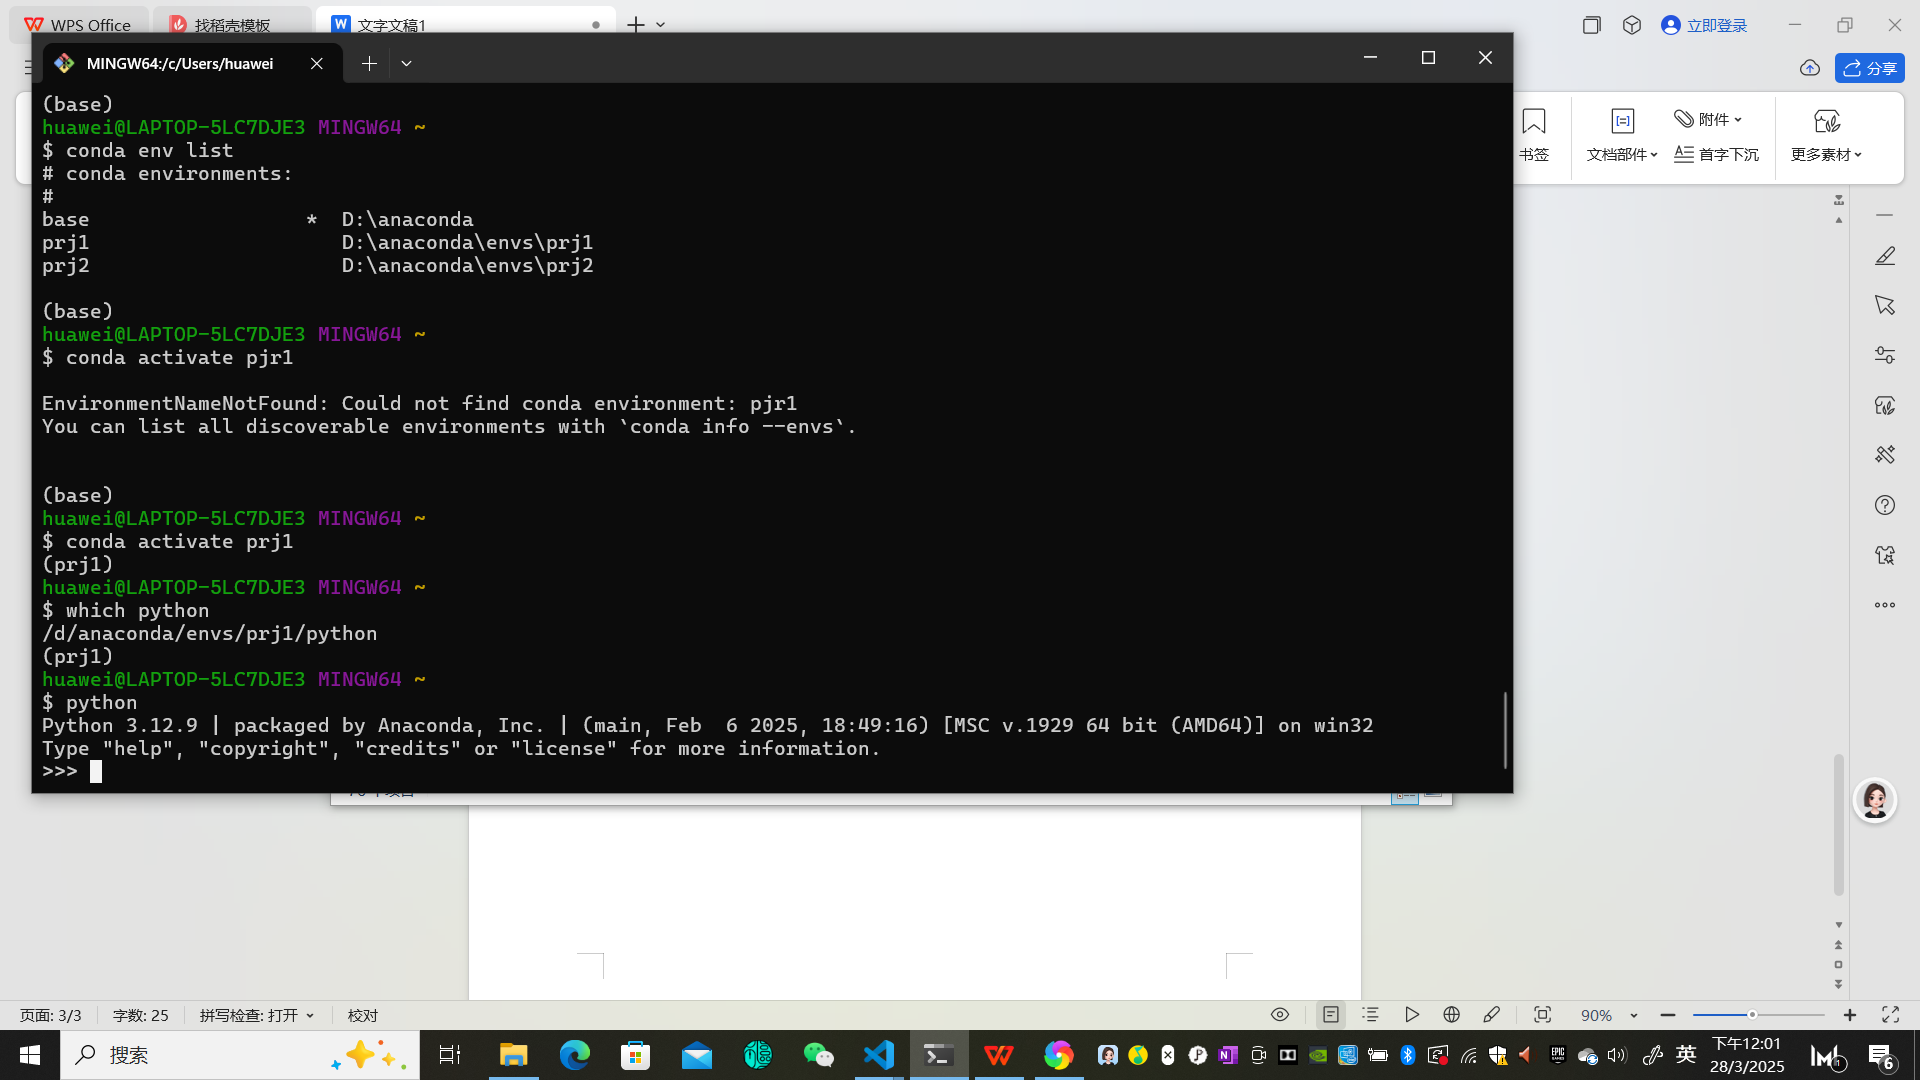 WPS Office
找稻壳模板
文字文稿1
立即登录
MINGW64:/c/Users/huawei
分享
书签
文档部件
附件
首字下沉
更多素材
(base)
huawei@LAPTOP-5LC7DJE3 MINGW64 ~
$ conda env list
# conda environments:
#
base * D:\anaconda
prj1 D:\anaconda\envs\prj1
prj2 D:\anaconda\envs\prj2
(base)
huawei@LAPTOP-5LC7DJE3 MINGW64 ~
$ conda activate pjr1
EnvironmentNameNotFound: Could not find conda environment: pjr1
You can list all discoverable environments with `conda info --envs`.
(base)
huawei@LAPTOP-5LC7DJE3 MINGW64 ~
$ conda activate prj1
(prj1)
huawei@LAPTOP-5LC7DJE3 MINGW64 ~
$ which python
/d/anaconda/envs/prj1/python
(prj1)
huawei@LAPTOP-5LC7DJE3 MINGW64 ~
$ python
Python 3.12.9 | packaged by Anaconda, Inc. | (main, Feb  6 2025, 18:49:16) [MSC v.1929 64 bit (AMD64)] on win32
Type "help", "copyright", "credits" or "license" for more information.
>>>
页面: 3/3
字数: 25
拼写检查: 打开
校对
90%
搜索
英
下午12:01
28/3/2025
6